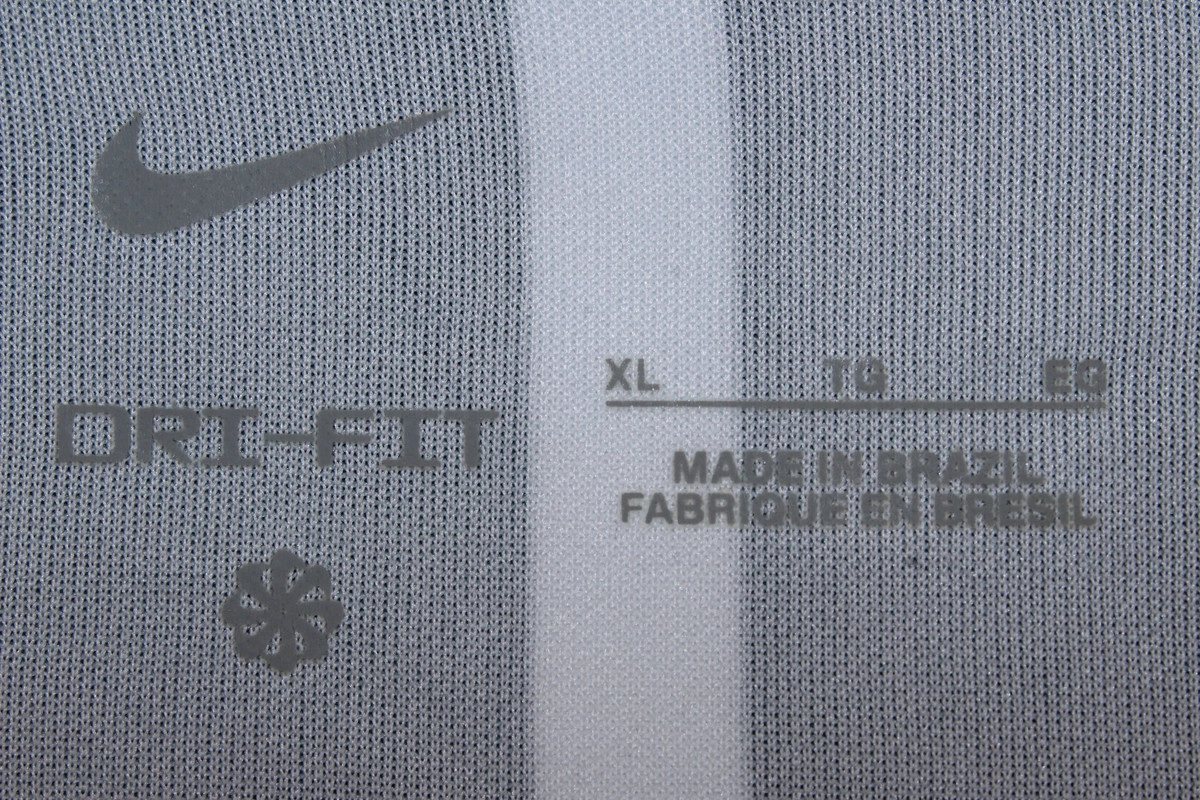 DRI-FIT
XL TG EG
MADE IN BRAZIL
FABRIQUE EN BRESIL